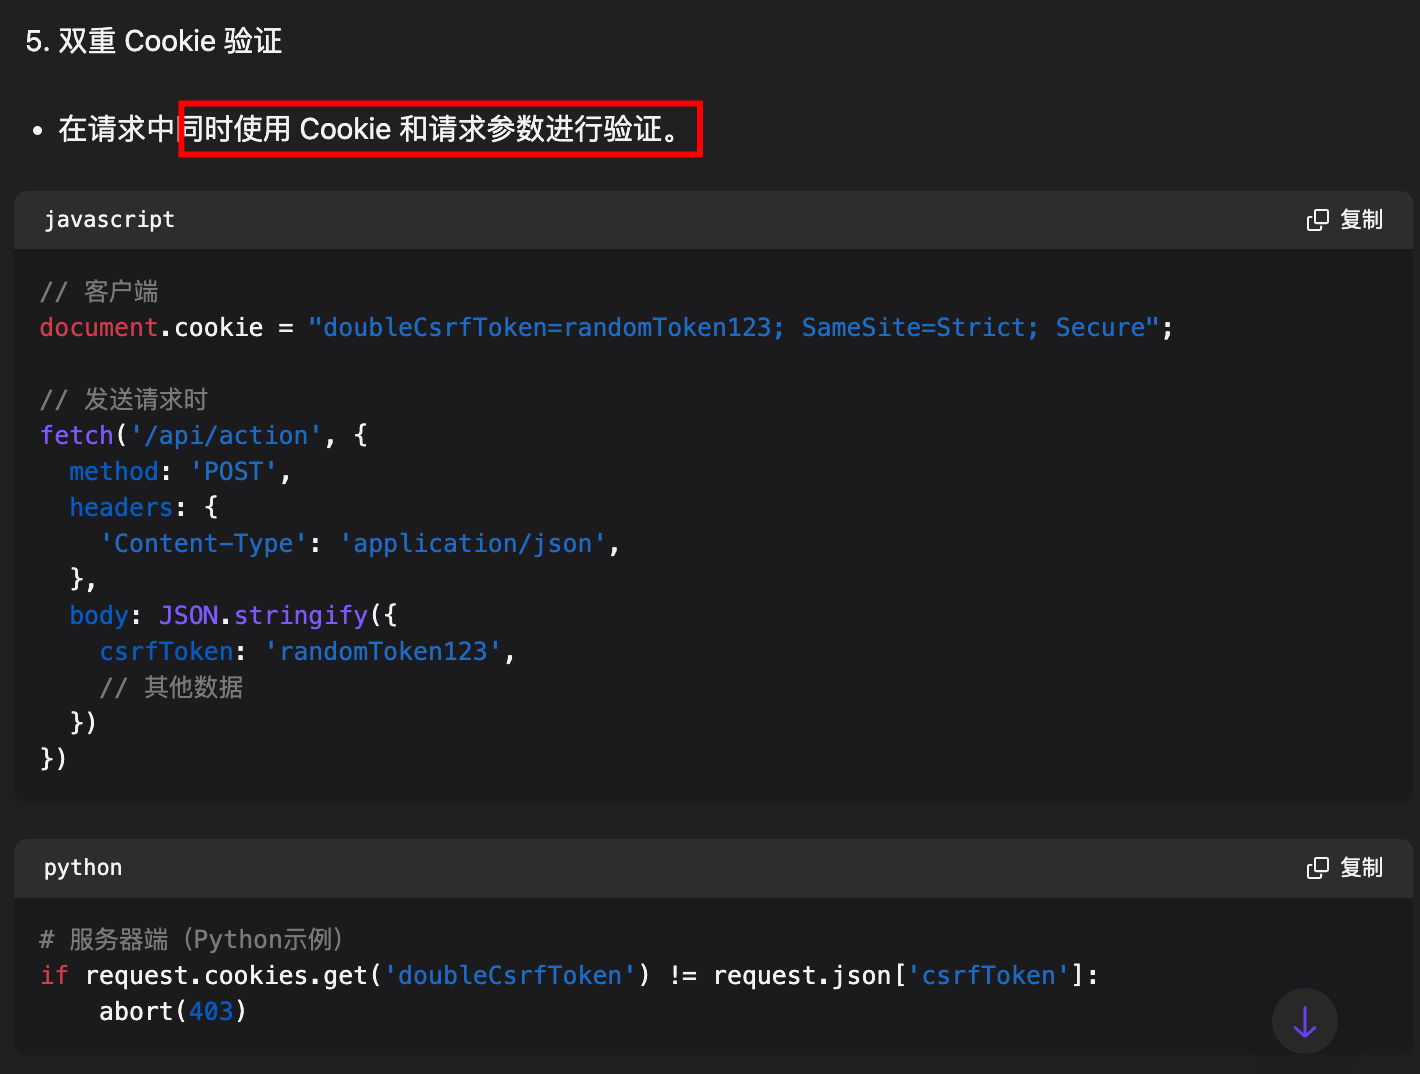 5. 双重 Cookie 验证
• 在请求中同时使用 Cookie 和请求参数进行验证。
javascript 复制
// 客户端
document.cookie = "doubleCsrfToken=randomToken123; SameSite=Strict; Secure";
// 发送请求时
fetch('/api/action', {
  method: 'POST',
  headers: {
    'Content-Type': 'application/json',
  },
  body: JSON.stringify({
    csrfToken: 'randomToken123',
    // 其他数据
  })
})
python 复制
# 服务器端（Python示例）
if request.cookies.get('doubleCsrfToken') != request.json['csrfToken']:
    abort(403)